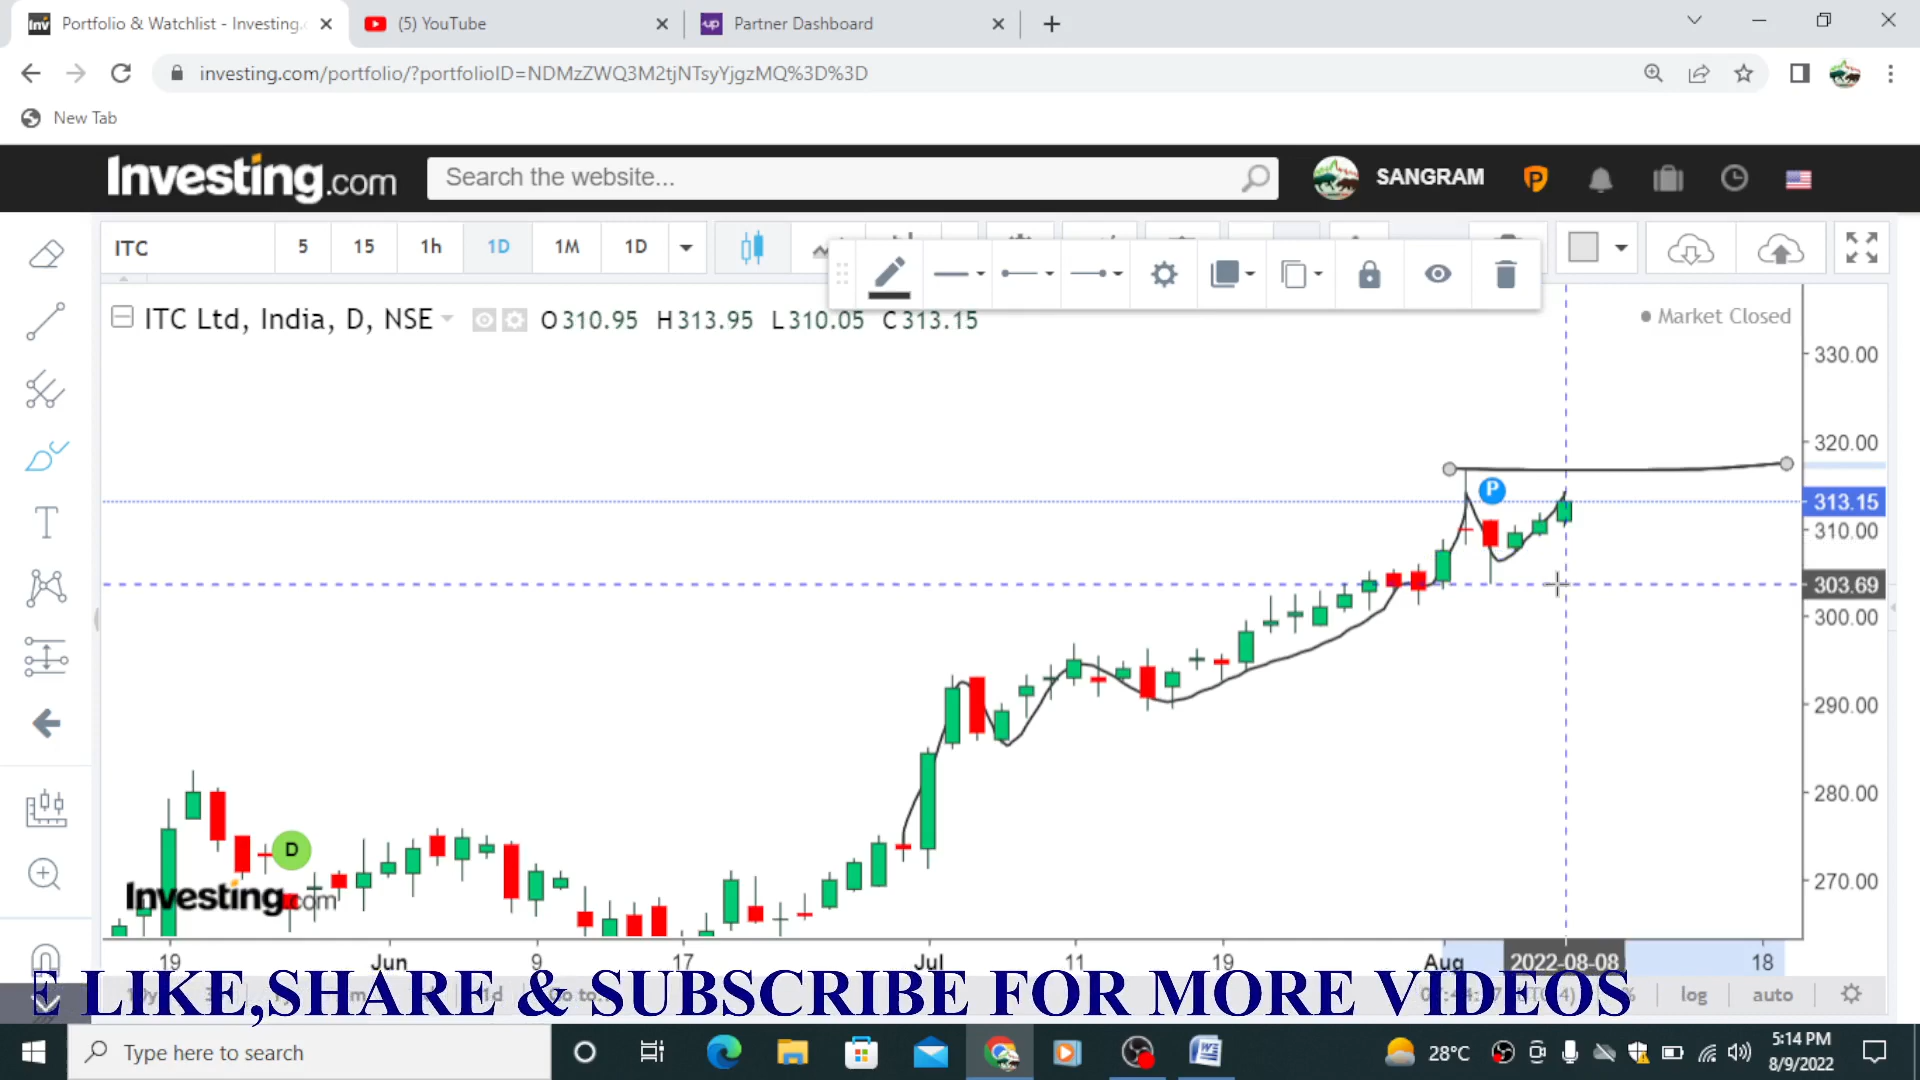 Portfolio & Watchlist - Investing.c
(5) YouTube
Partner Dashboard
investing.com/portfolio/?portfolioID=NDMzZWQ3M2tjNTsyYjgzMQ%3D%3D
New Tab
Investing.com
Search the website...
SANGRAM
ITC
5
15
1h
1D
1M
1D
ITC Ltd, India, D, NSE
O310.95 H313.95 L310.05 C313.15
Market Closed
330.00
320.00
P
313.15
310.00
303.69
300.00
290.00
280.00
270.00
D
Investing.com
19
Jun
9
17
Jul
11
19
Aug
2022-08-08
18
E LIKE,SHARE & SUBSCRIBE FOR MORE VIDEOS
log
auto
Type here to search
28°C
5:14 PM
8/9/2022